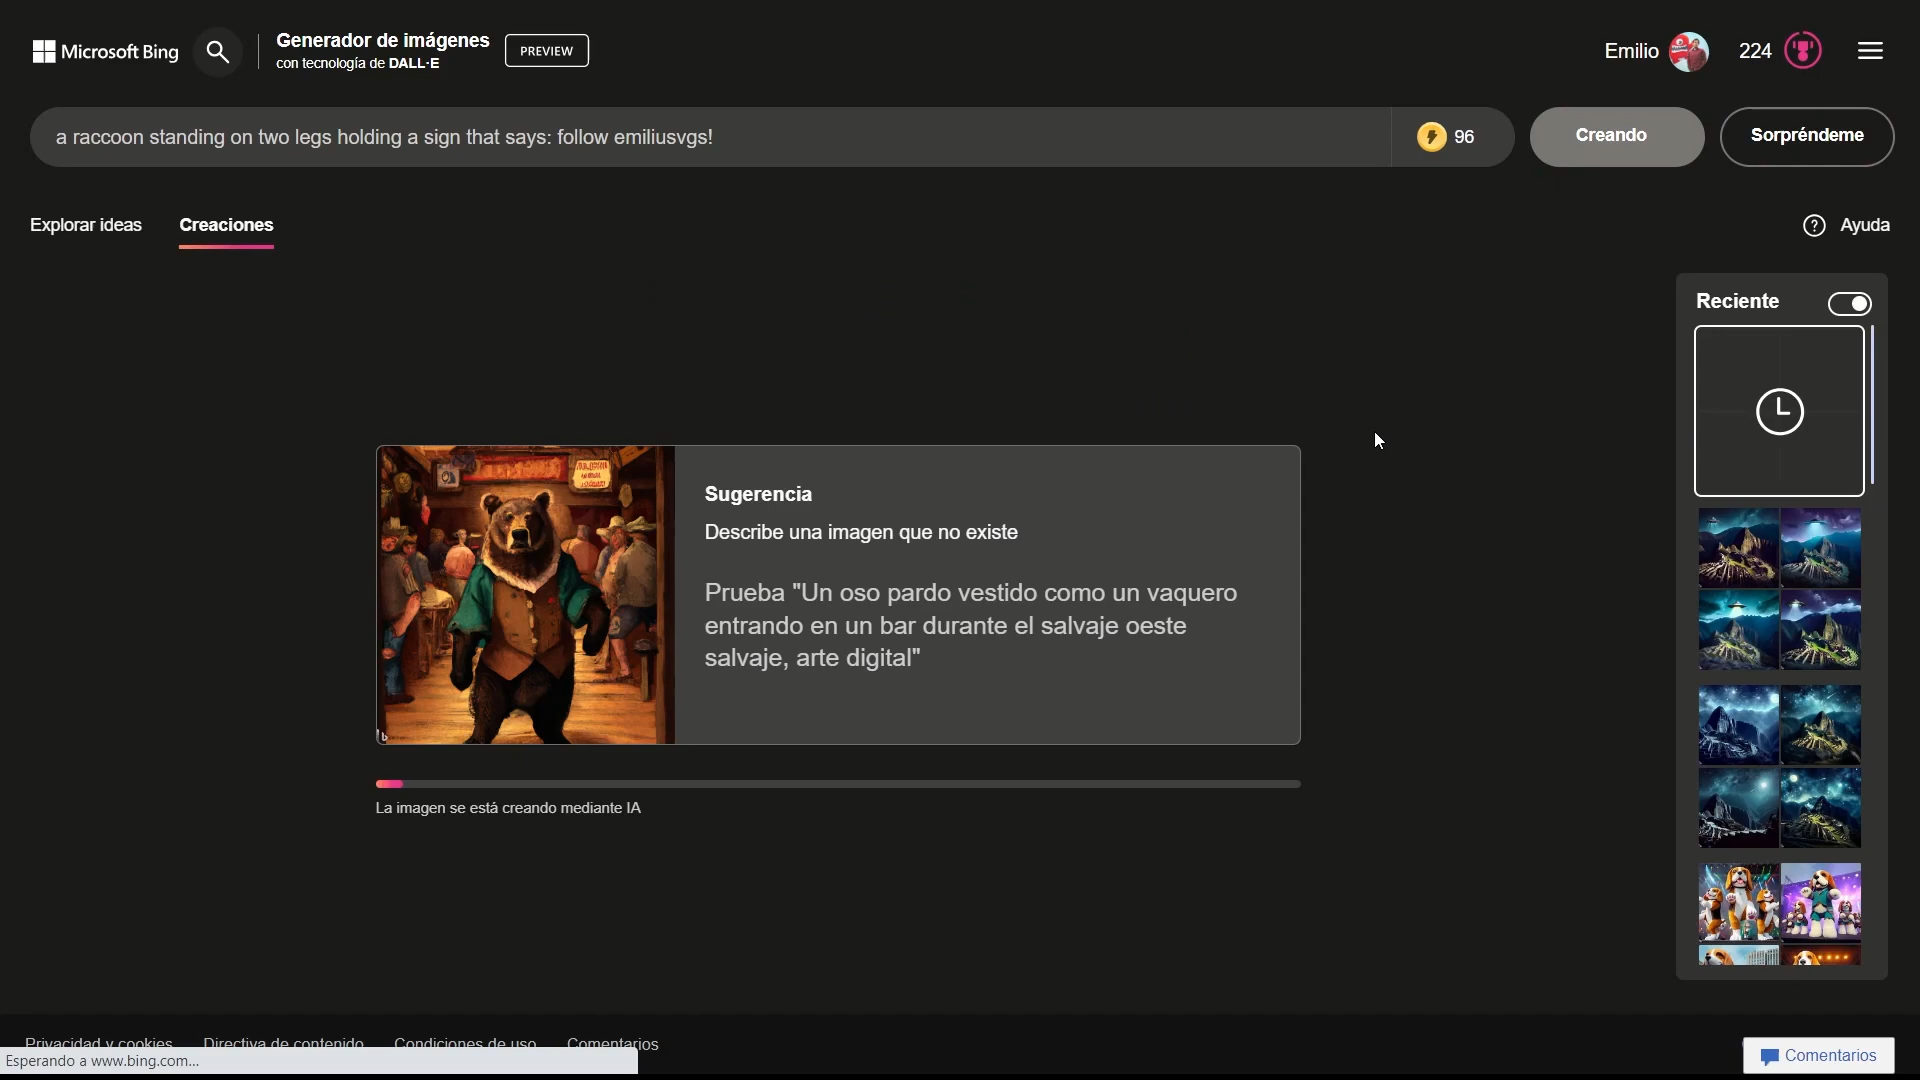 Microsoft Bing
Generador de imágenes
con tecnología de DALL·E
PREVIEW
Emilio
224
a raccoon standing on two legs holding a sign that says: follow emiliusvgs!
96
Creando
Sorpréndeme
Explorar ideas
Creaciones
Ayuda
Reciente
Sugerencia
Describe una imagen que no existe
Prueba "Un oso pardo vestido como un vaquero
entrando en un bar durante el salvaje oeste
salvaje, arte digital"
La imagen se está creando mediante IA
Privacidad y cookies
Directiva de contenido
Condiciones de uso
Comentarios
Esperando a www.bing.com...
Comentarios